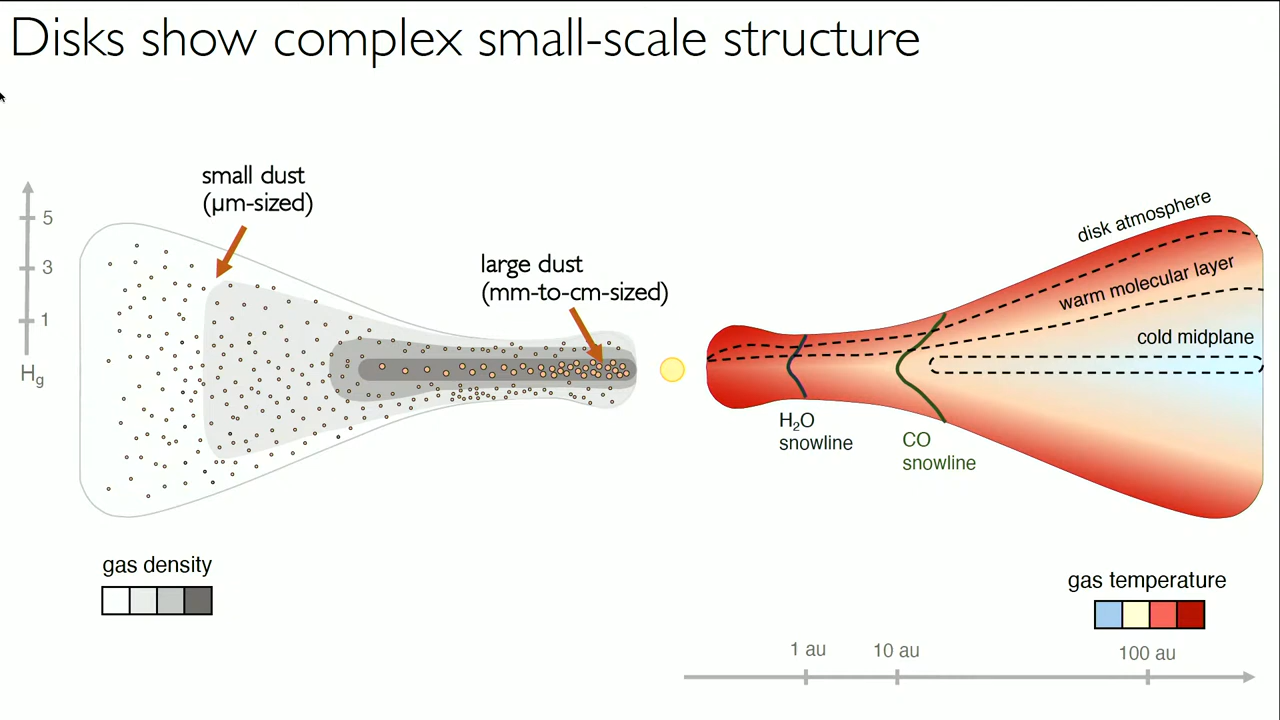 Disks show complex small-scale structure
small dust
(µm-sized)
large dust
(mm-to-cm-sized)
5
3
1
Hg
disk atmosphere
warm molecular layer
cold midplane
H₂O
snowline
CO
snowline
gas density
gas temperature
1 au
10 au
100 au